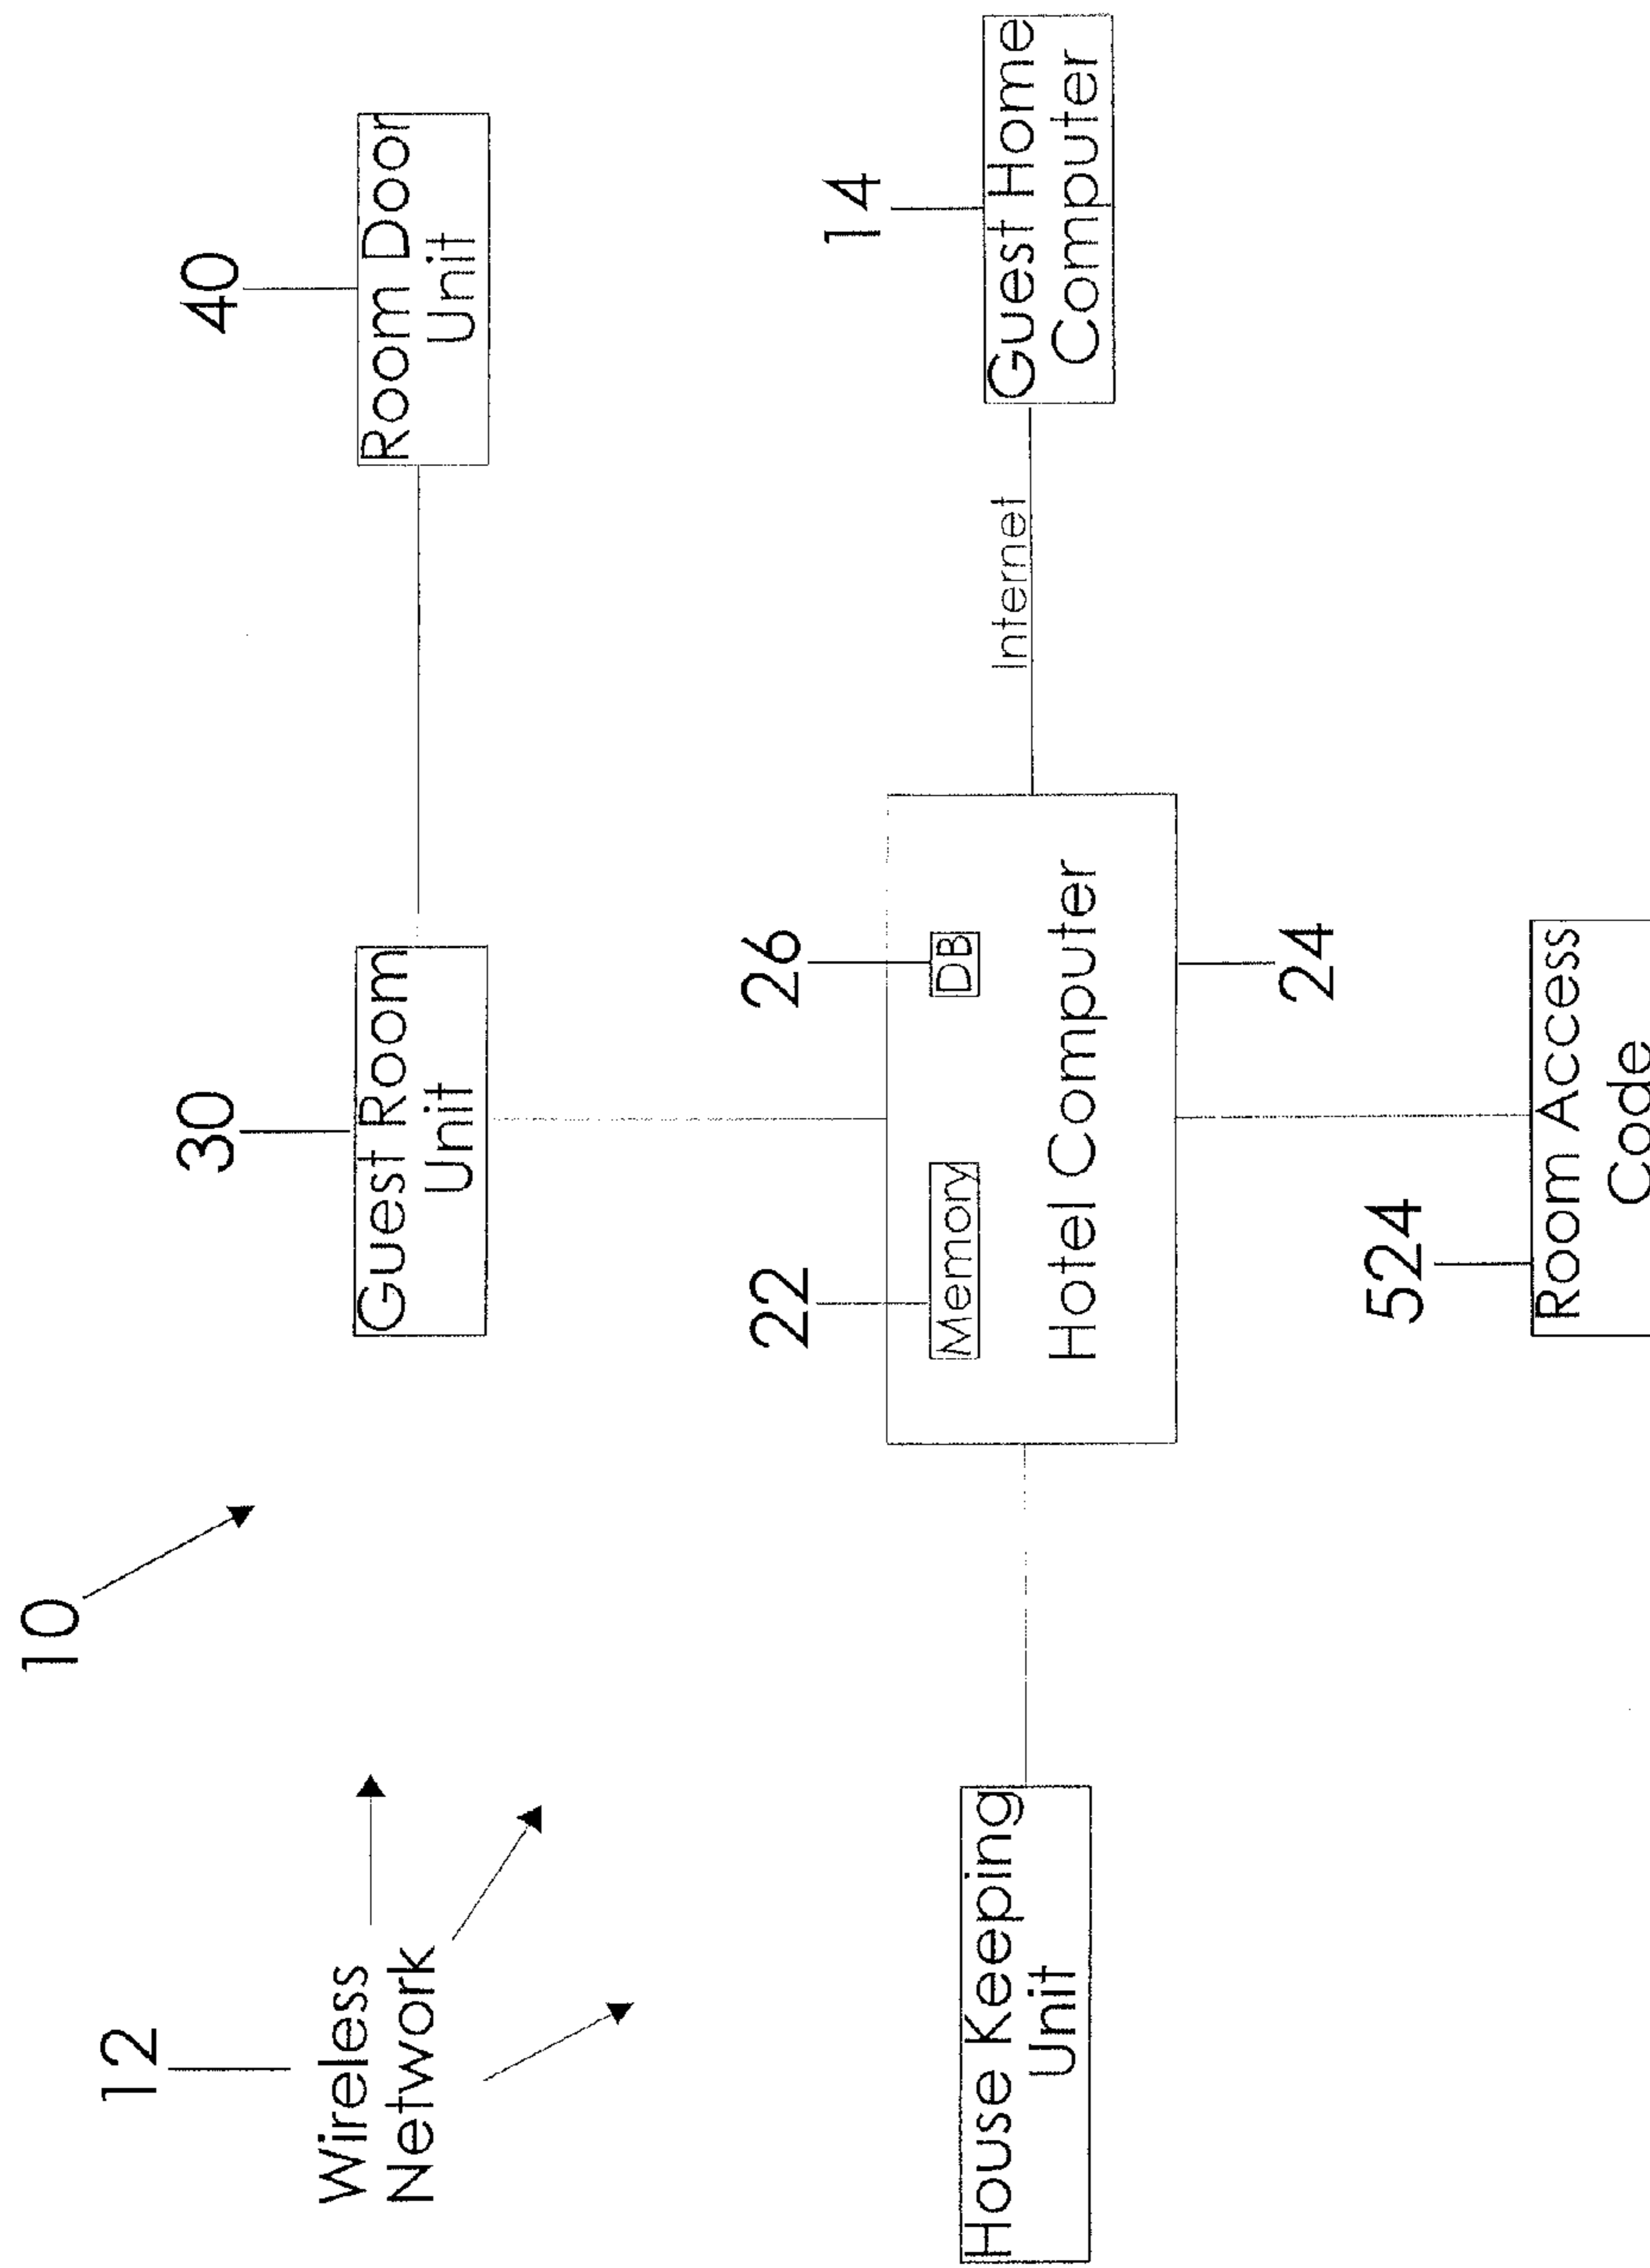 10
12
Wireless
Network
30
Guest Room
Unit
40
Room Door
Unit
22
Memory
26
DB
Hotel Computer
24
Internet
14
Guest Home
Computer
House Keeping
Unit
524
Room Access
Code